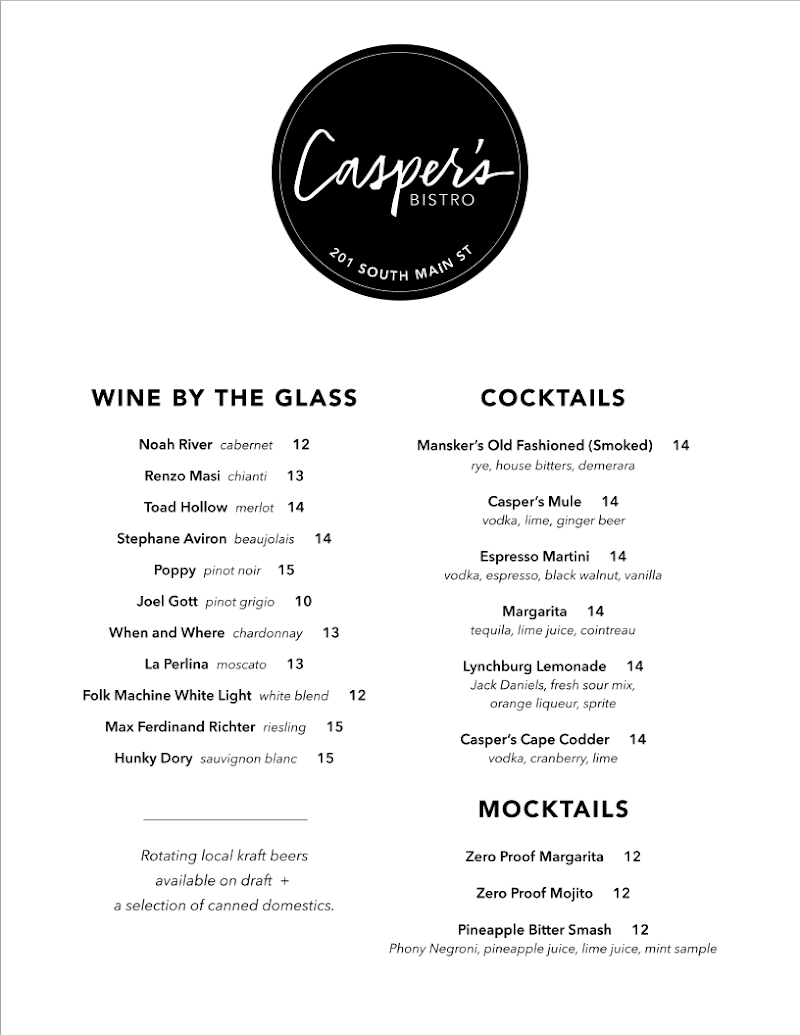 Casper's
BISTRO
201 SOUTH MAIN ST
WINE BY THE GLASS
Noah River cabernet 12
Renzo Masi chianti 13
Toad Hollow merlot 14
Stephane Aviron beaujolais 14
Poppy pinot noir 15
Joel Gott pinot grigio 10
When and Where chardonnay 13
La Perlina moscato 13
Folk Machine White Light white blend 12
Max Ferdinand Richter riesling 15
Hunky Dory sauvignon blanc 15
Rotating local kraft beers
available on draft +
a selection of canned domestics.
COCKTAILS
Mansker's Old Fashioned (Smoked) 14
rye, house bitters, demerara
Casper's Mule 14
vodka, lime, ginger beer
Espresso Martini 14
vodka, espresso, black walnut, vanilla
Margarita 14
tequila, lime juice, cointreau
Lynchburg Lemonade 14
Jack Daniels, fresh sour mix,
orange liqueur, sprite
Casper's Cape Codder 14
vodka, cranberry, lime
MOCKTAILS
Zero Proof Margarita 12
Zero Proof Mojito 12
Pineapple Bitter Smash 12
Phony Negroni, pineapple juice, lime juice, mint sample